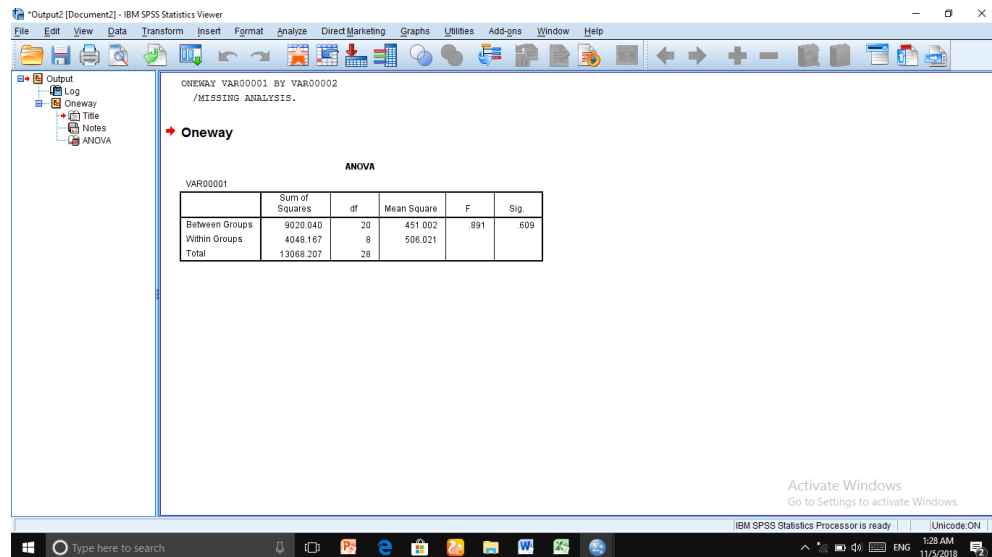 *Output2 [Document2] - IBM SPSS Statistics Viewer
File Edit View Data Transform Insert Format Analyze Direct Marketing Graphs Utilities Add-ons Window Help
Output
Log
Oneway
Title
Notes
ANOVA
ONEWAY VAR00001 BY VAR00002
/MISSING ANALYSIS.
Oneway
ANOVA
VAR00001
Sum of Squares df Mean Square F Sig.
Between Groups 9020.040 20 451.002 .891 .609
Within Groups 4048.167 8 506.021
Total 13068.207 28
Activate Windows
Go to Settings to activate Windows.
IBM SPSS Statistics Processor is ready Unicode:ON
Type here to search
ENG
1:28 AM
11/5/2018